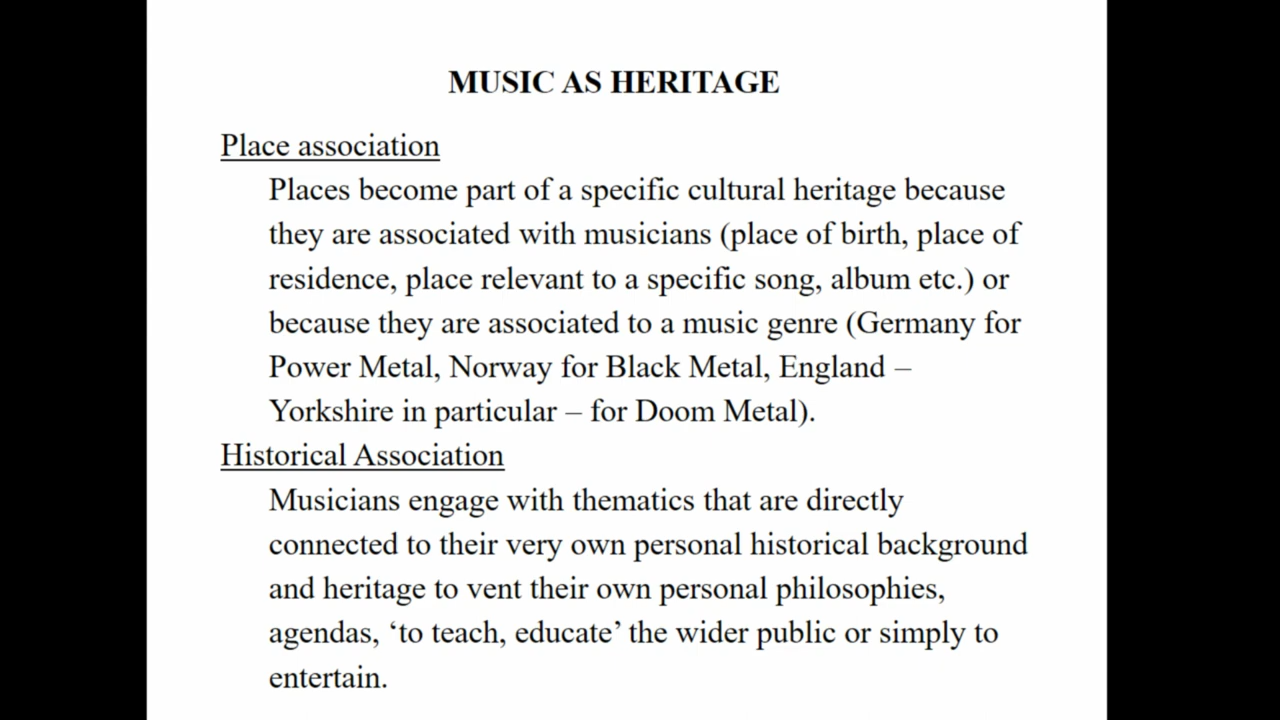 MUSIC AS HERITAGE
Place association
Places become part of a specific cultural heritage because
they are associated with musicians (place of birth, place of
residence, place relevant to a specific song, album etc.) or
because they are associated to a music genre (Germany for
Power Metal, Norway for Black Metal, England –
Yorkshire in particular – for Doom Metal).
Historical Association
Musicians engage with thematics that are directly
connected to their very own personal historical background
and heritage to vent their own personal philosophies,
agendas, ‘to teach, educate’ the wider public or simply to
entertain.